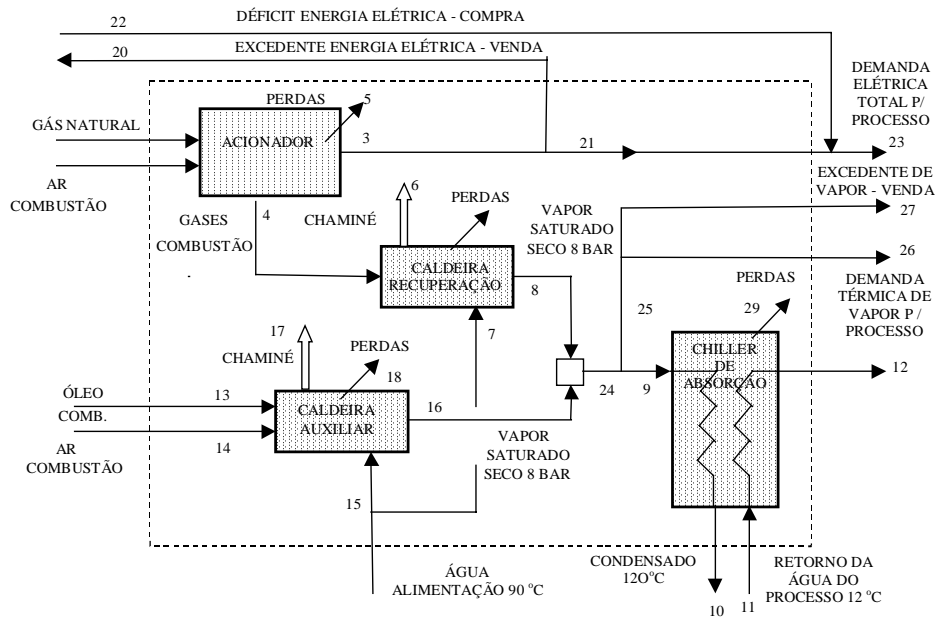 22
DÉFICIT ENERGIA ELÉTRICA - COMPRA
20
EXCEDENTE ENERGIA ELÉTRICA - VENDA
DEMANDA
ELÉTRICA
TOTAL P/
PROCESSO
PERDAS
5
GÁS NATURAL
ACIONADOR
3
21
23
AR
COMBUSTÃO
EXCEDENTE DE
VAPOR - VENDA
27
4
GASES
COMBUSTÃO
.
CHAMINÉ
6
PERDAS
VAPOR
SATURADO
SECO 8 BAR
26
CALDEIRA
RECUPERAÇÃO
8
PERDAS
DEMANDA
TÉRMICA DE
VAPOR P /
PROCESSO
25
29
7
17
CHAMINÉ
PERDAS
18
CHILLER
DE
ABSORÇÃO
12
24
9
ÓLEO
COMB.
13
CALDEIRA
AUXILIAR
16
AR
COMBUSTÃO
14
VAPOR
SATURADO
SECO 8 BAR
15
ÁGUA
ALIMENTAÇÃO 90 °C
CONDENSADO
120°C
10
11
RETORNO DA
ÁGUA DO
PROCESSO 12 °C